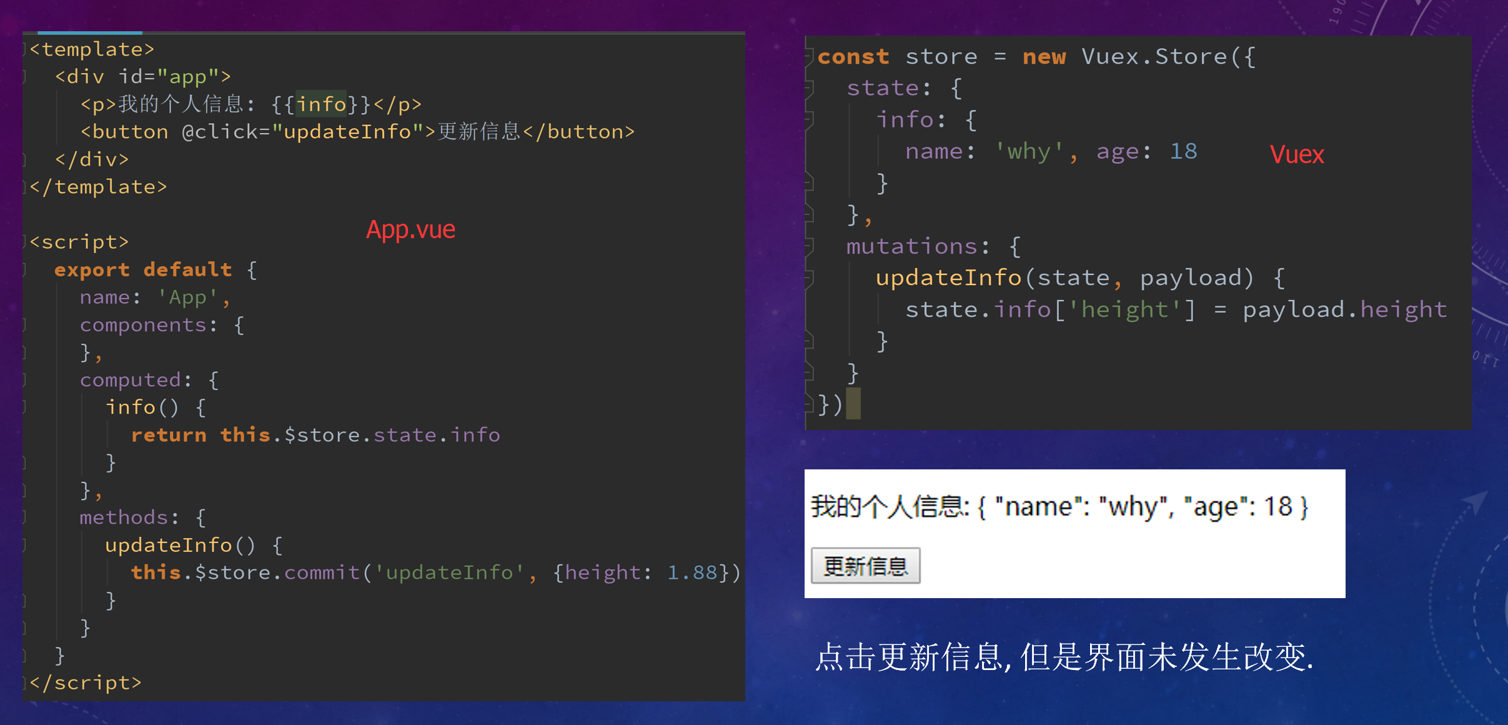 <template>
<div id="app">
<p>我的个人信息: {{info}}</p>
<button @click="updateInfo">更新信息</button>
</div>
</template>
App.vue
<script>
export default {
name: 'App',
components: {
},
computed: {
info() {
return this.$store.state.info
}
},
methods: {
updateInfo() {
this.$store.commit('updateInfo', {height: 1.88})
}
}
}
</script>
const store = new Vuex.Store({
state: {
info: {
name: 'why', age: 18
}
},
mutations: {
updateInfo(state, payload) {
state.info['height'] = payload.height
}
}
})
Vuex
我的个人信息: { "name": "why", "age": 18 }
更新信息
点击更新信息, 但是界面未发生改变.